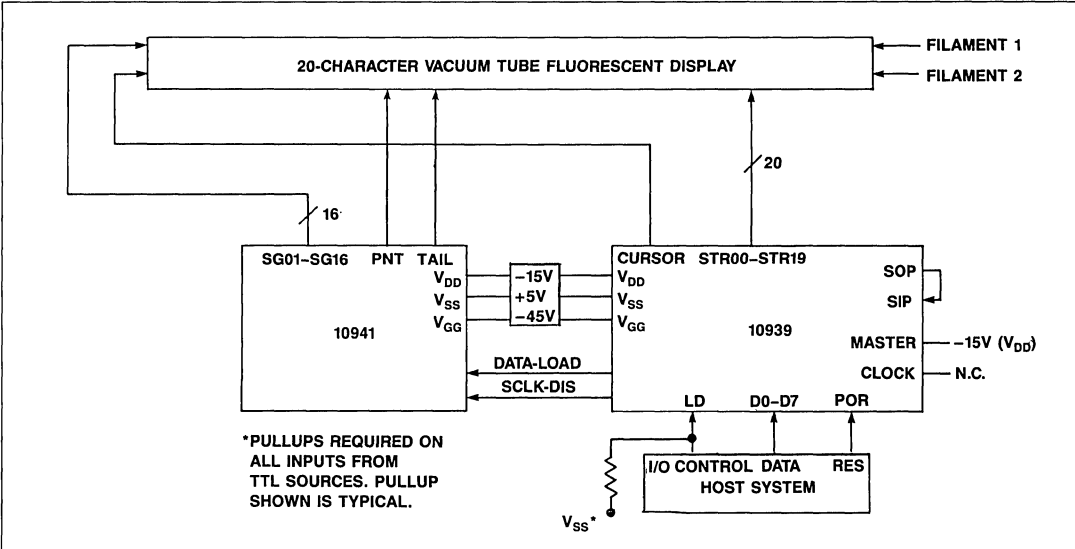 FILAMENT 1
20-CHARACTER VACUUM TUBE FLUORESCENT DISPLAY
FILAMENT 2
20
16
SG01–SG16 PNT TAIL
CURSOR STR00–STR19
VDD –15V VDD
SOP
VSS +5V VSS
SIP
VGG –45V VGG
10941
10939
MASTER –15V (VDD)
DATA-LOAD
CLOCK N.C.
SCLK-DIS
LD D0–D7 POR
*PULLUPS REQUIRED ON
ALL INPUTS FROM
TTL SOURCES. PULLUP
SHOWN IS TYPICAL.
I/O CONTROL DATA RES
HOST SYSTEM
VSS*